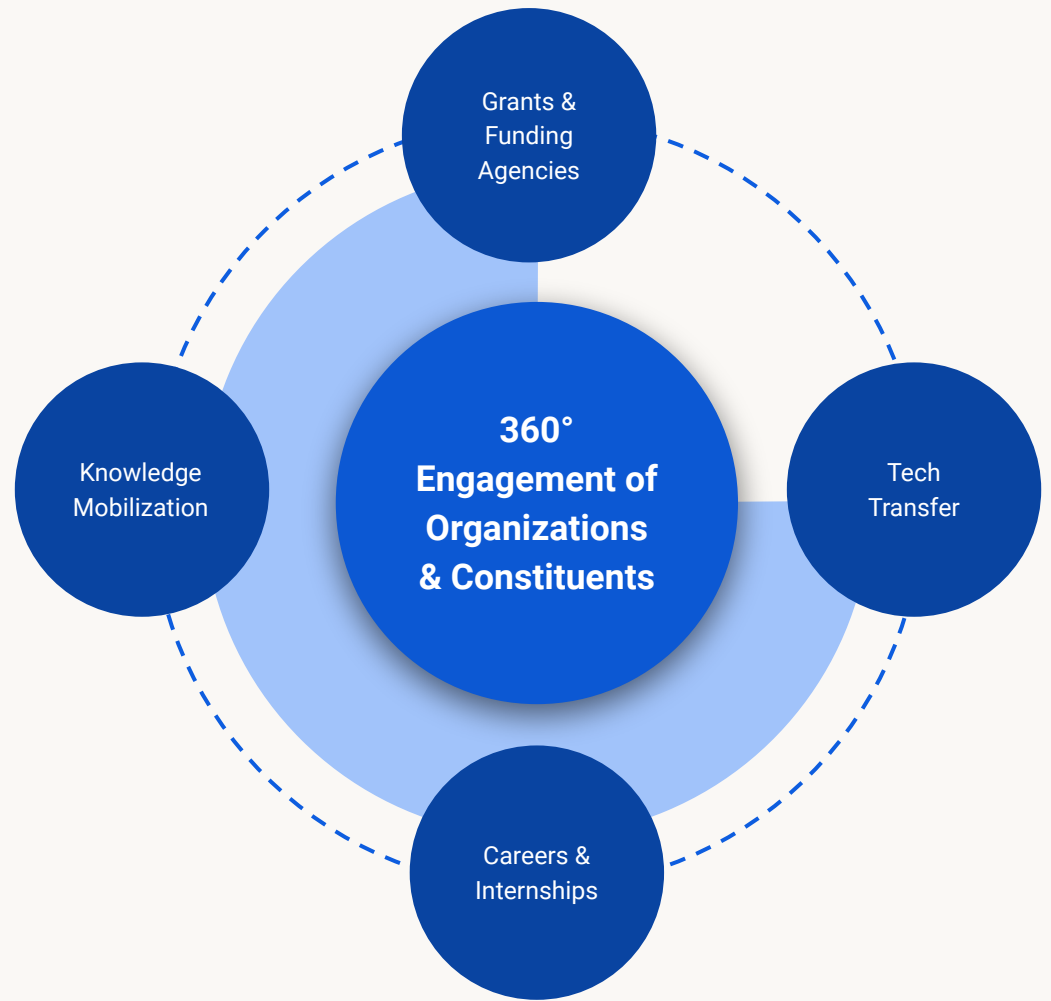 Grants &
Funding
Agencies
Knowledge
Mobilization
360°
Engagement of
Organizations
& Constituents
Tech
Transfer
Careers &
Internships